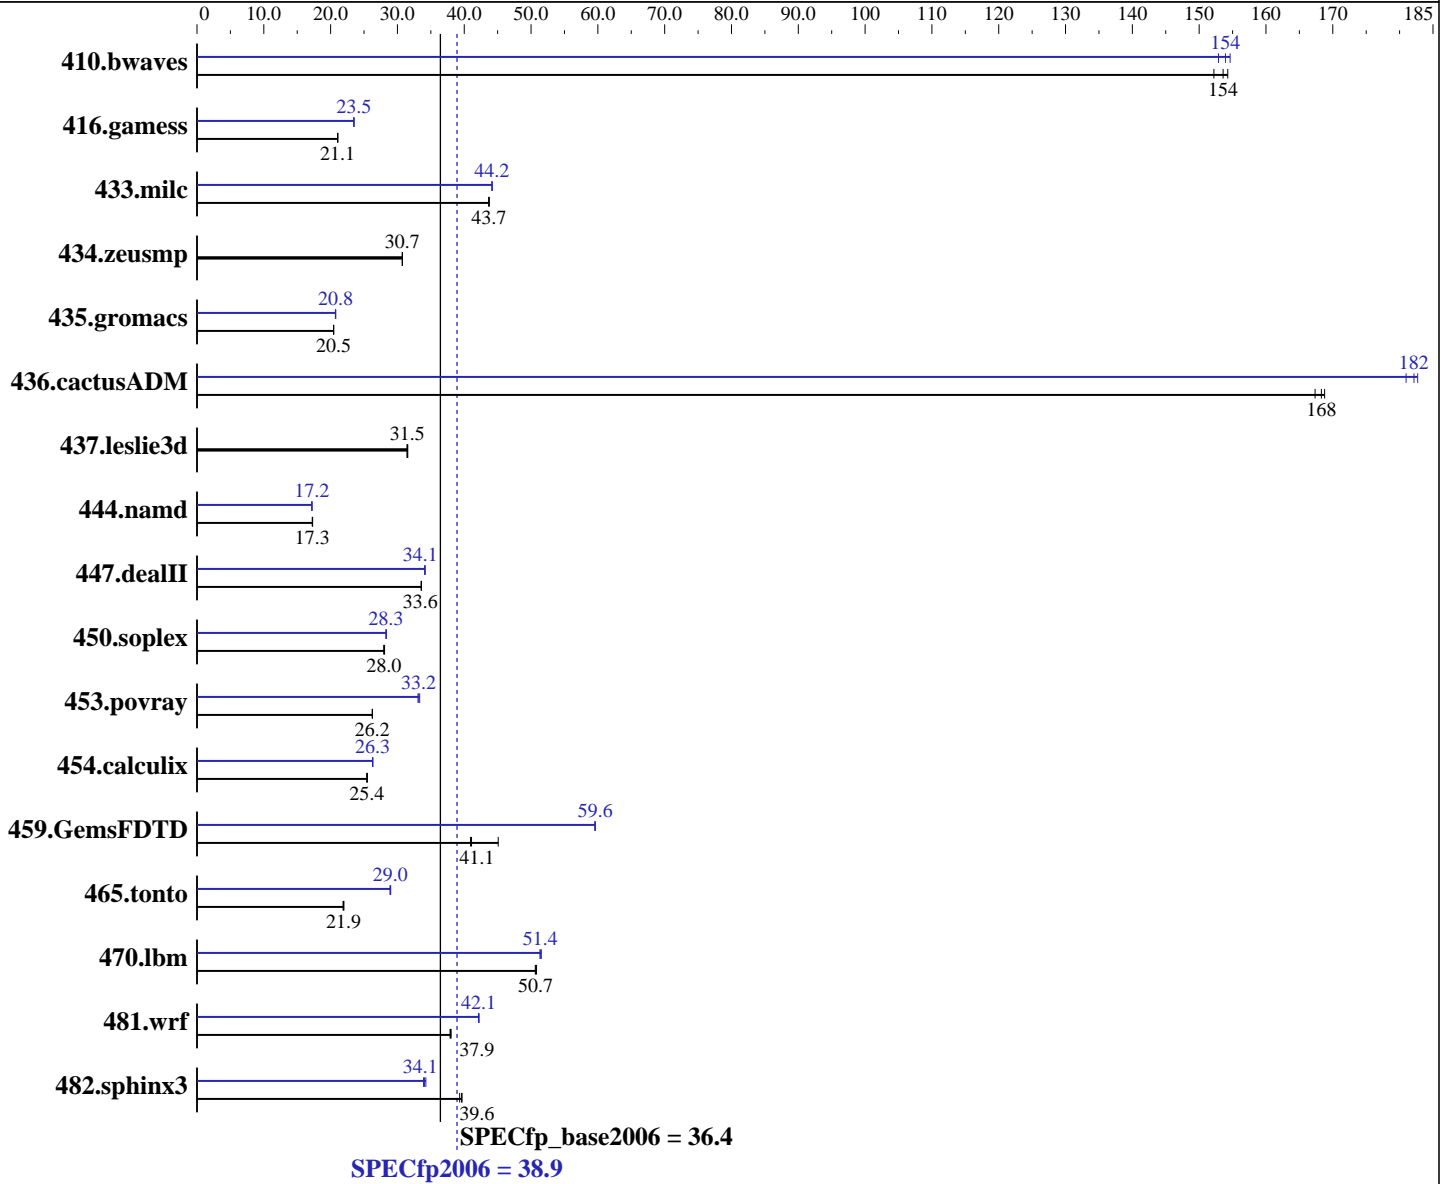 0 10.0 20.0 30.0 40.0 50.0 60.0 70.0 80.0 90.0 100 110 120 130 140 150 160 170 185
410.bwaves
154
154
416.gamess
23.5
21.1
433.milc
44.2
43.7
434.zeusmp
30.7
435.gromacs
20.8
20.5
436.cactusADM
182
168
437.leslie3d
31.5
444.namd
17.2
17.3
447.dealII
34.1
33.6
450.soplex
28.3
28.0
453.povray
33.2
26.2
454.calculix
26.3
25.4
459.GemsFDTD
59.6
41.1
465.tonto
29.0
21.9
470.lbm
51.4
50.7
481.wrf
42.1
37.9
482.sphinx3
34.1
39.6
SPECfp_base2006 = 36.4
SPECfp2006 = 38.9